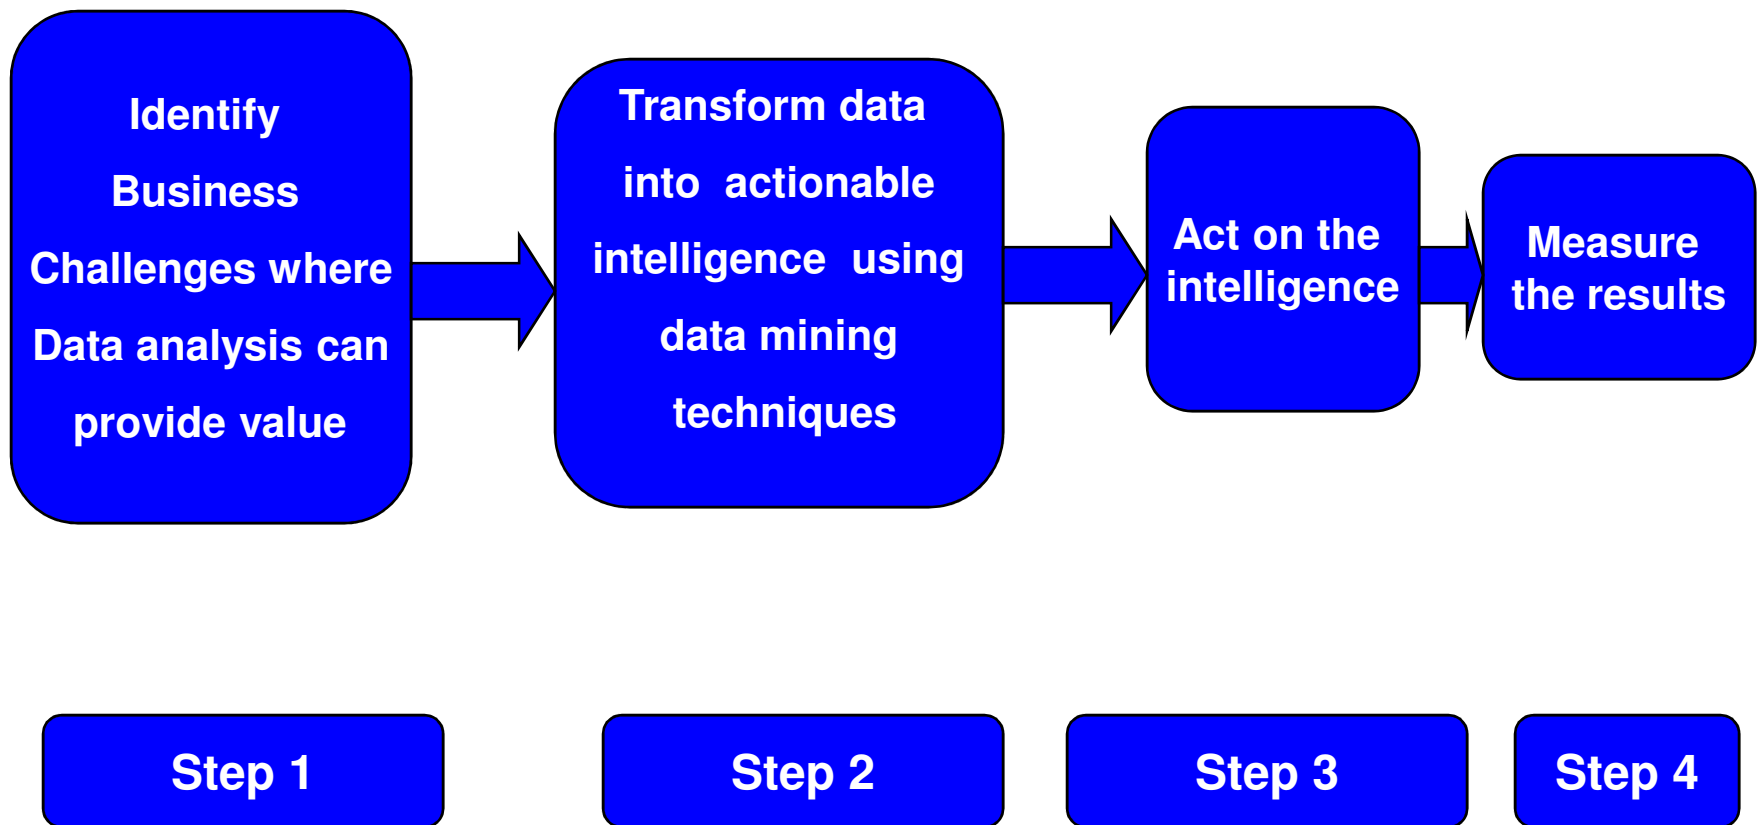 Identify
Business
Challenges where
Data analysis can
provide value
Transform data
into actionable
intelligence using
data mining
techniques
Act on the
intelligence
Measure
the results
Step 1
Step 2
Step 3
Step 4